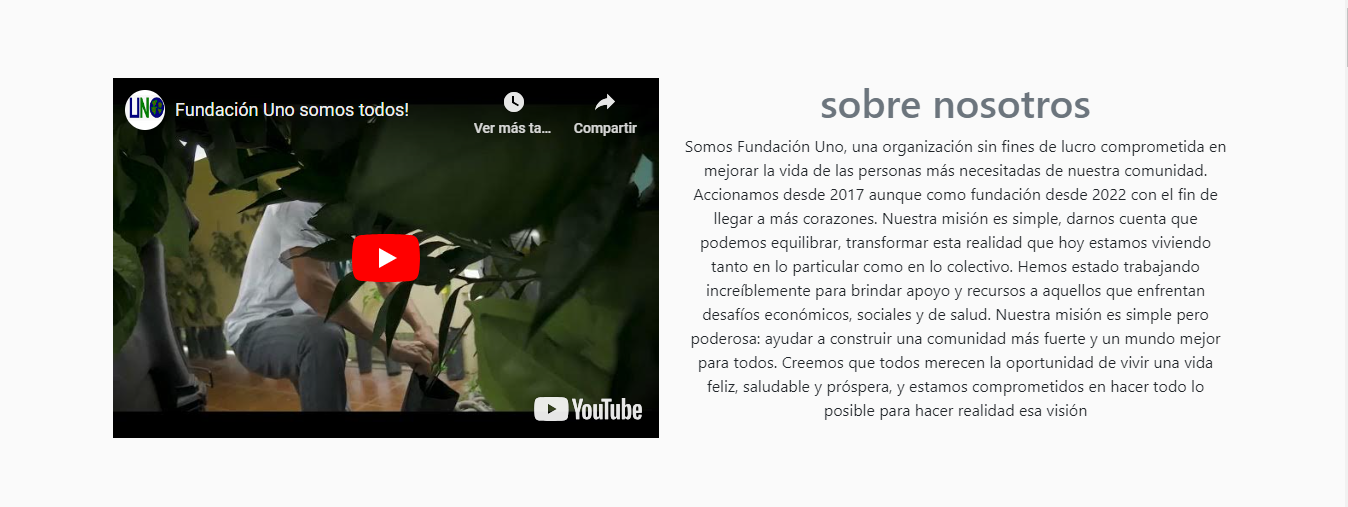 UNO
Fundación Uno somos todos!
Ver más ta...
Compartir
YouTube
sobre nosotros
Somos Fundación Uno, una organización sin fines de lucro comprometida en
mejorar la vida de las personas más necesitadas de nuestra comunidad.
Accionamos desde 2017 aunque como fundación desde 2022 con el fin de
llegar a más corazones. Nuestra misión es simple, darnos cuenta que
podemos equilibrar, transformar esta realidad que hoy estamos viviendo
tanto en lo particular como en lo colectivo. Hemos estado trabajando
increíblemente para brindar apoyo y recursos a aquellos que enfrentan
desafíos económicos, sociales y de salud. Nuestra misión es simple pero
poderosa: ayudar a construir una comunidad más fuerte y un mundo mejor
para todos. Creemos que todos merecen la oportunidad de vivir una vida
feliz, saludable y próspera, y estamos comprometidos en hacer todo lo
posible para hacer realidad esa visión